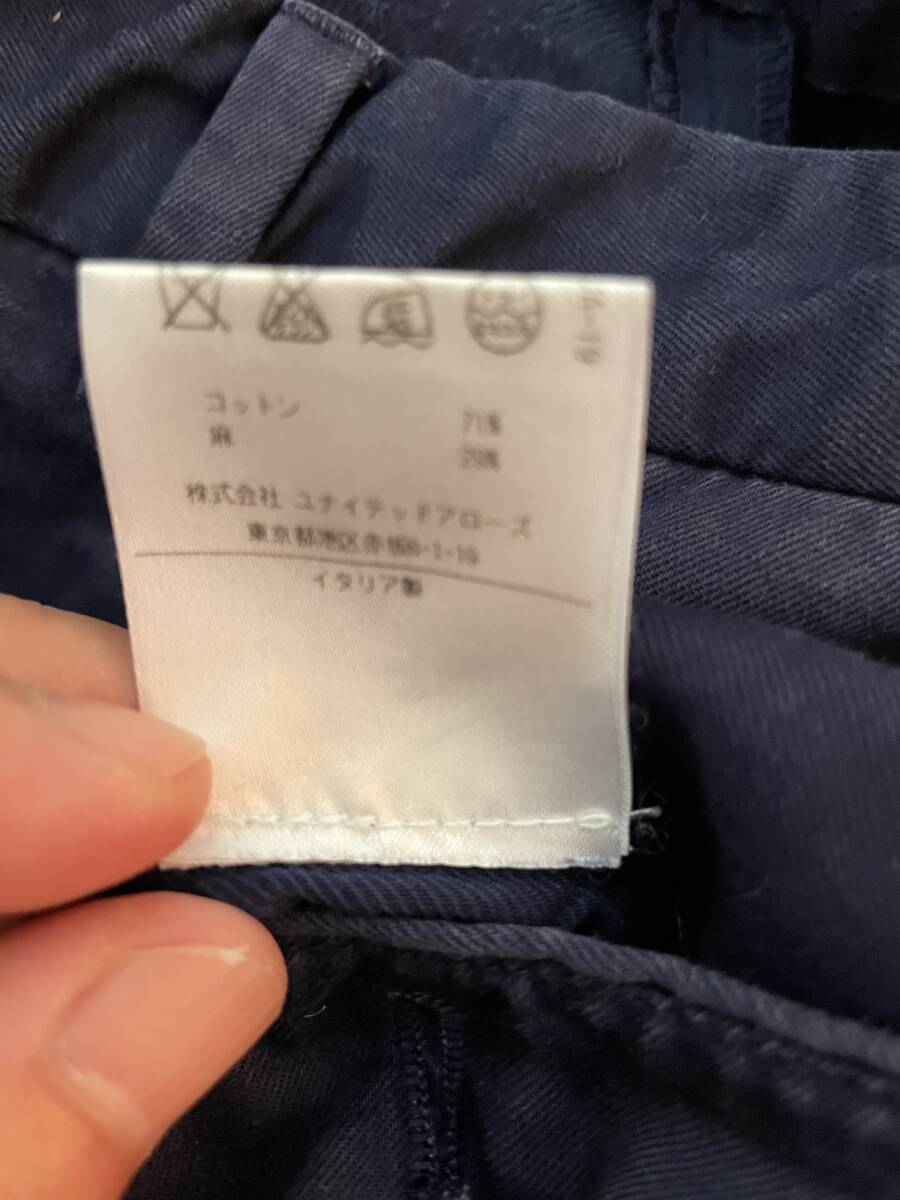 コットン 71%
麻 29%
株式会社 ユナイテッドアローズ
東京都港区赤坂8-1-19
イタリア製